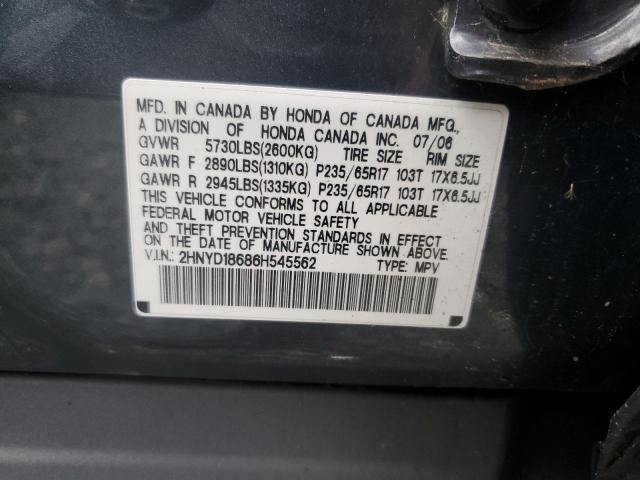 MFD. IN CANADA BY HONDA OF CANADA MFG.,
A DIVISION OF HONDA CANADA INC. 07/06
GVWR 5730LBS(2600KG) TIRE SIZE RIM SIZE
GAWR F 2890LBS(1310KG) P235/65R17 103T 17X6.5JJ
GAWR R 2945LBS(1335KG) P235/65R17 103T 17X6.5JJ
THIS VEHICLE CONFORMS TO ALL APPLICABLE
FEDERAL MOTOR VEHICLE SAFETY
AND THEFT PREVENTION STANDARDS IN EFFECT
ON THE DATE OF MANUFACTURE SHOWN ABOVE.
V.I.N.: 2HNYD18686H545562 TYPE: MPV